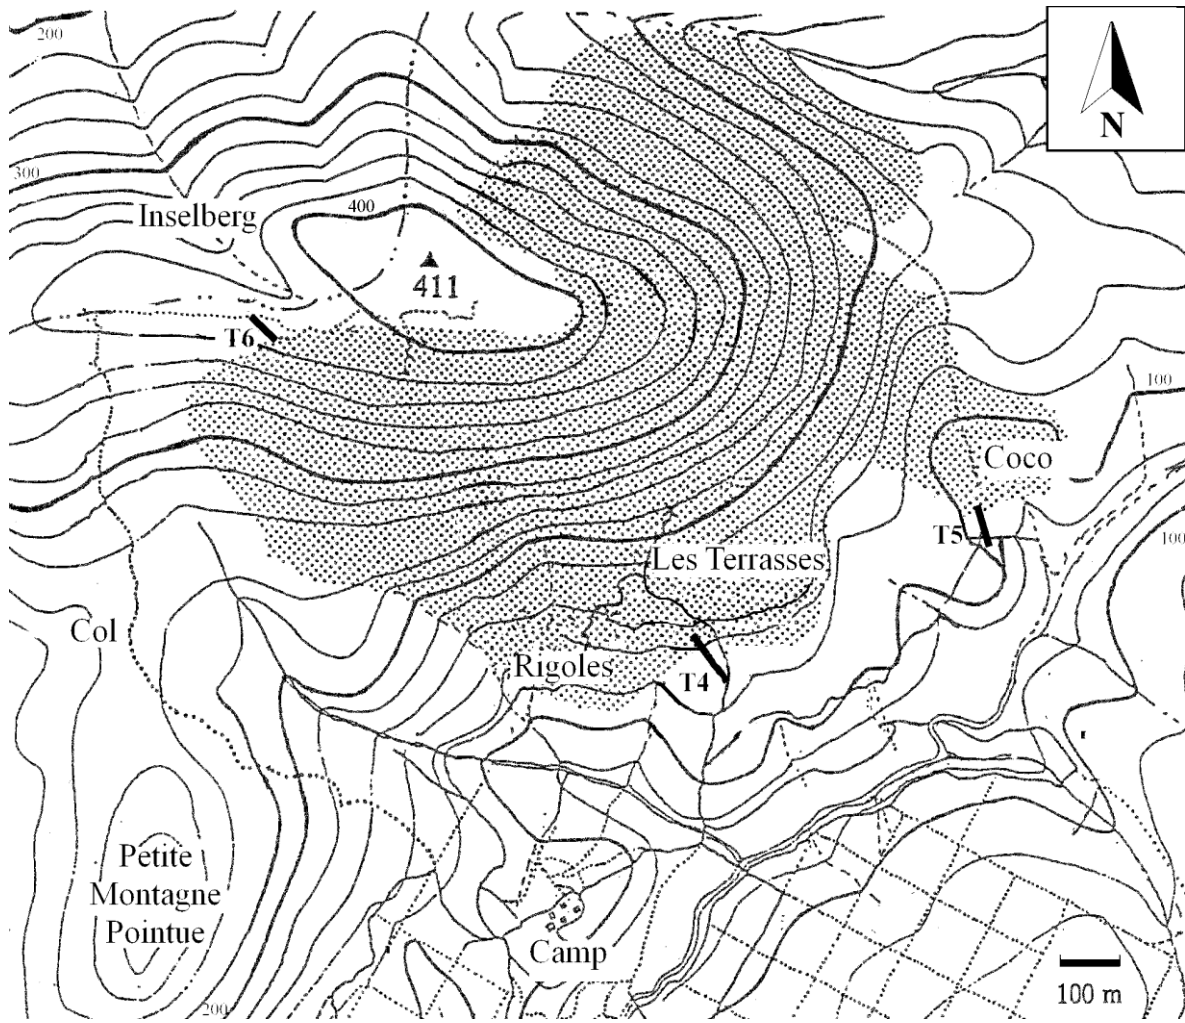 200
N
300
Inselberg
400
411
T6
100
Coco
T5
100
Les Terrasses
Col
Rigoles
T4
Petite
Montagne
Pointue
Camp
100 m
200